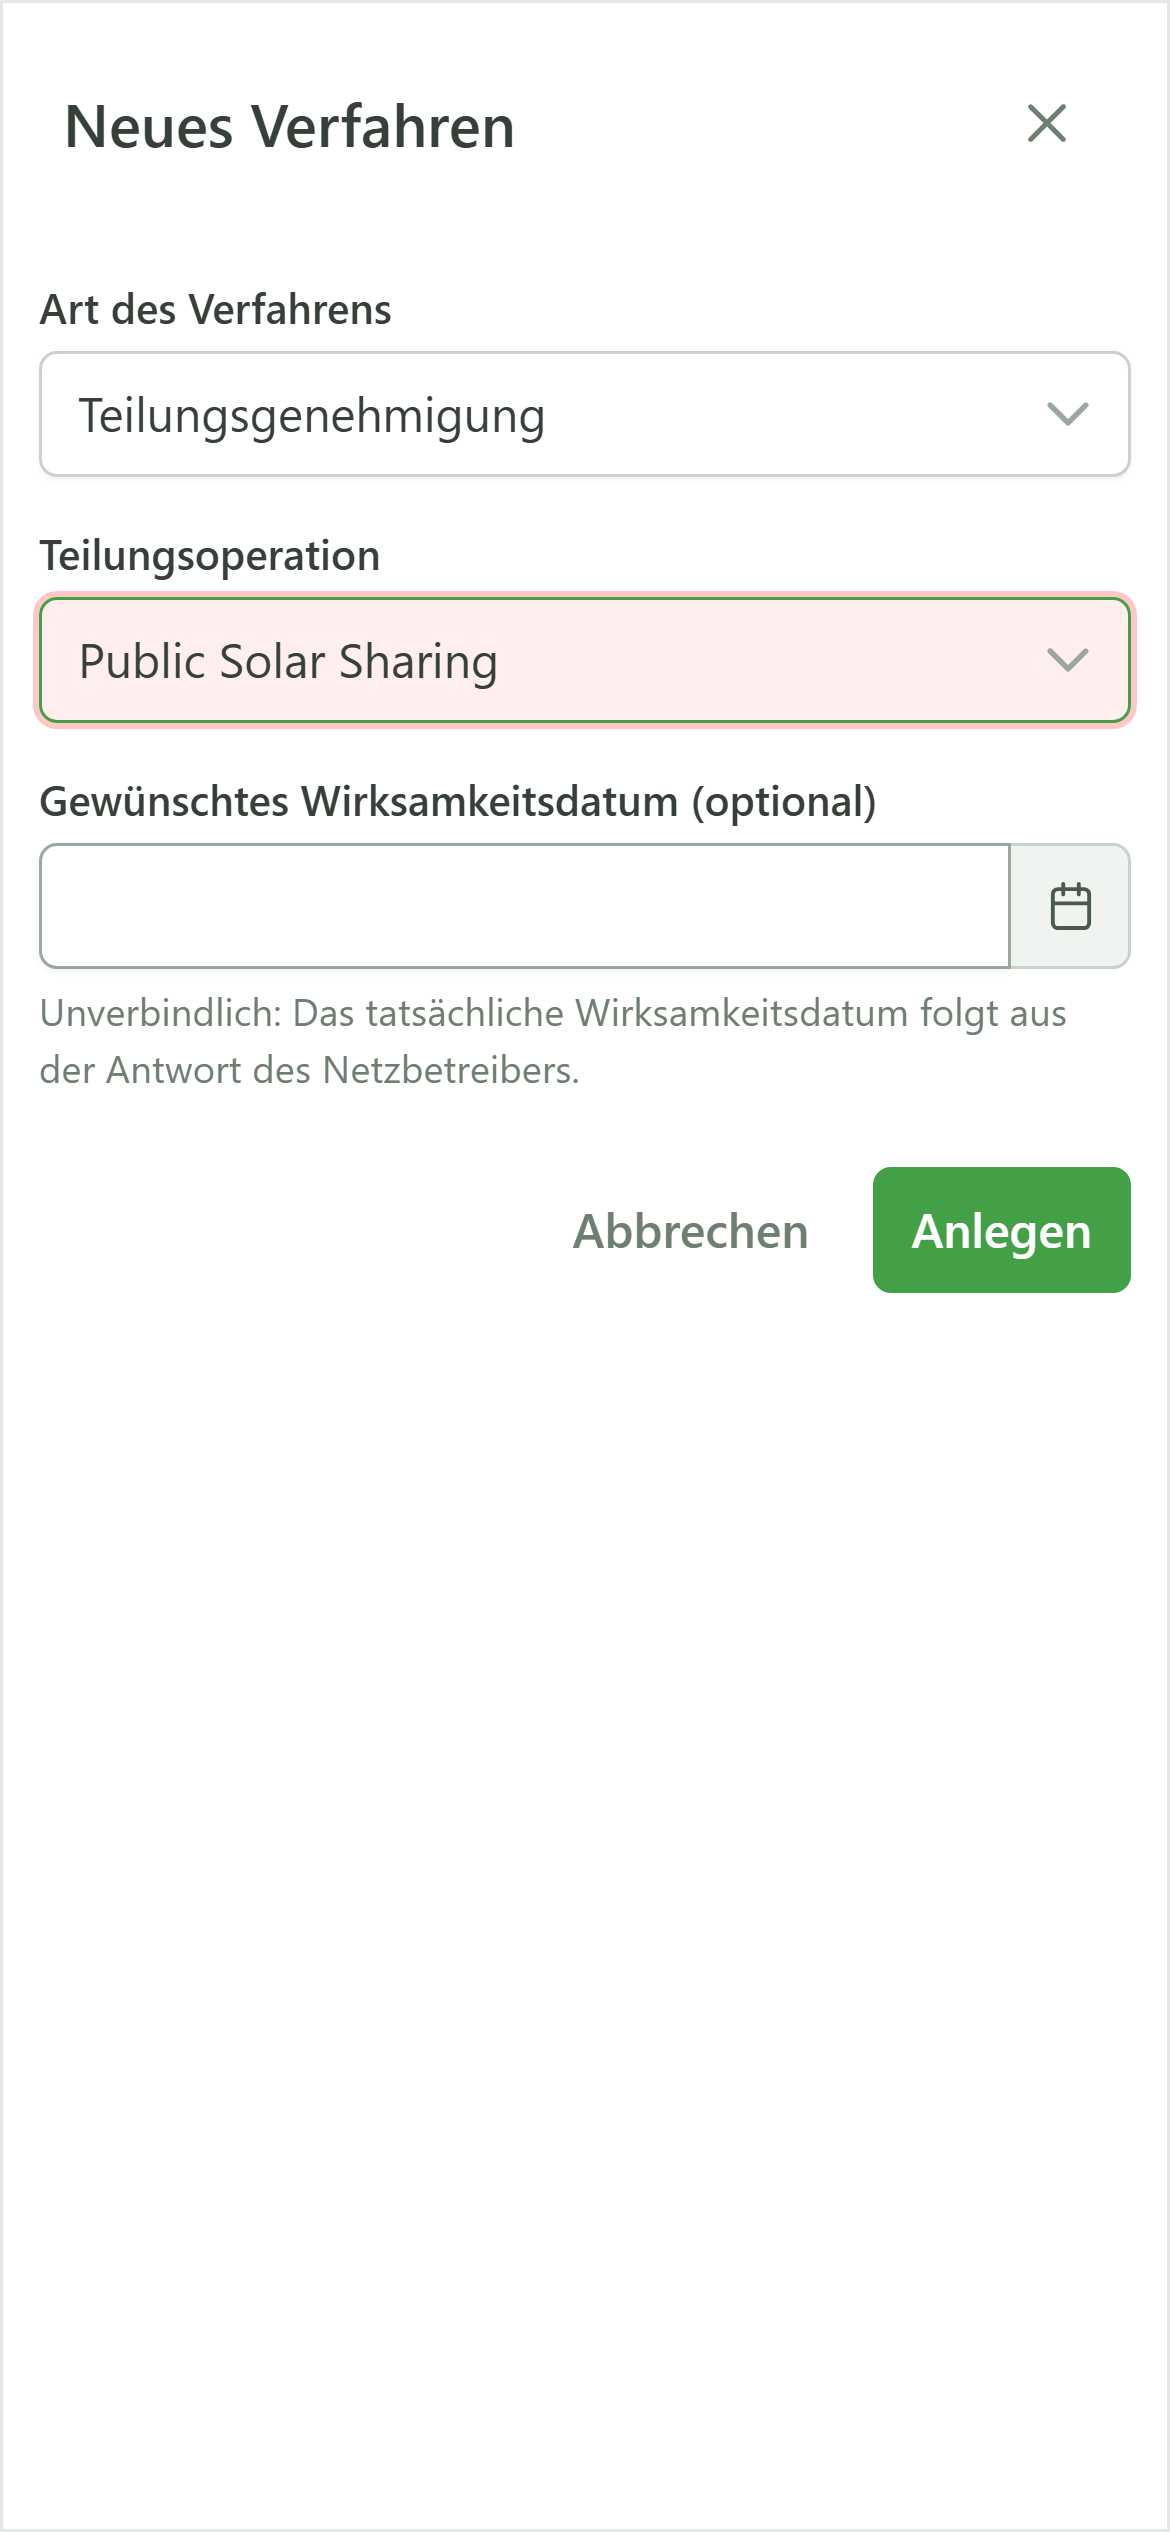 Neues Verfahren
Art des Verfahrens
Teilungsgenehmigung
Teilungsoperation
Public Solar Sharing
Gewünschtes Wirksamkeitsdatum (optional)
Unverbindlich: Das tatsächliche Wirksamkeitsdatum folgt aus
der Antwort des Netzbetreibers.
Abbrechen
Anlegen